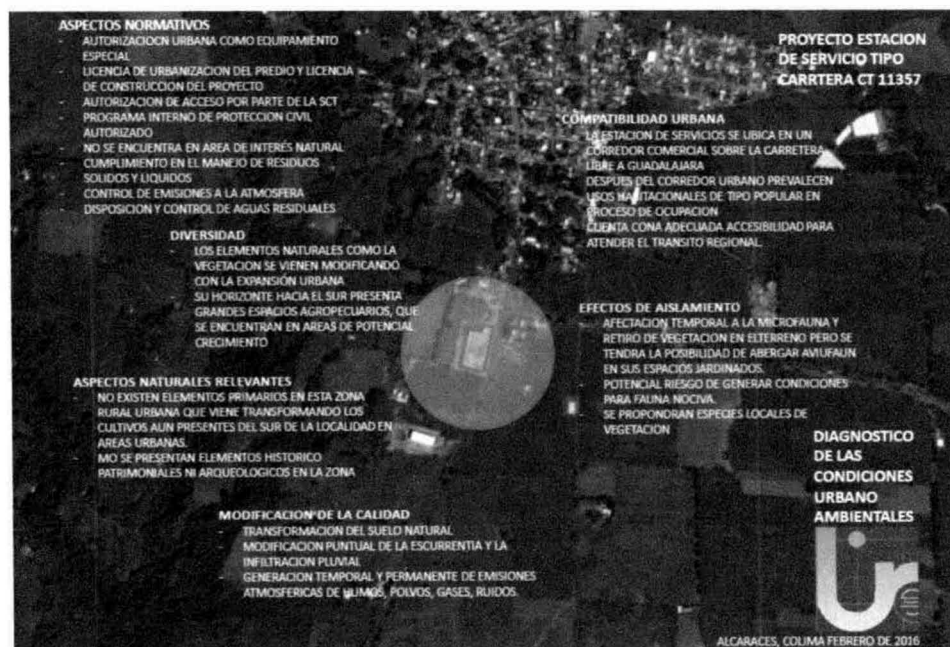 ASPECTOS NORMATIVOS
- AUTORIZACIOCN URBANA COMO EQUIPAMIENTO
ESPECIAL
- LICENCIA DE URBANIZACION DEL PREDIO Y LICENCIA
DE CONSTRUCCION DEL PROYECTO
- AUTORIZACION DE ACCESO POR PARTE DE LA SCT
- PROGRAMA INTERNO DE PROTECCION CIVIL
AUTORIZADO
- NO SE ENCUENTRA EN AREA DE INTERÉS NATURAL
- CUMPLIMIENTO EN EL MANEJO DE RESIDUOS
SOLIDOS Y LIQUIDOS
CONTROL DE EMISIONES A LA ATMOSFERA
- DISPOSICION Y CONTROL DE AGUAS RESIDUALES
PROYECTO ESTACION
DE SERVICIO TIPO
CARRTERA CT 11357
COMPATIBILIDAD URBANA
- LA ESTACION DE SERVICIOS SE UBICA EN UN
CORREDOR COMERCIAL SOBRE LA CARRETERA
LIBRE A GUADALAJARA
DESPUES DEL CORREDOR URBANO PREVALECEN
USOS HABITACIONALES DE TIPO POPULAR EN
PROCESO DE OCUPACION
CUENTA CONA ADECUADA ACCESIBILIDAD PARA
ATENDER EL TRANSITO REGIONAL.
DIVERSIDAD
- LOS ELEMENTOS NATURALES COMO LA
VEGETACION SE VIENEN MODIFICANDO
CON LA EXPANSIÓN URBANA
SU HORIZONTE HACIA EL SUR PRESENTA
GRANDES ESPACIOS AGROPECUARIOS, QUE
SE ENCUENTRAN EN AREAS DE POTENCIAL
CRECIMIENTO
EFECTOS DE AISLAMIENTO
- AFECTACION TEMPORAL A LA MICROFAUNA Y
RETIRO DE VEGETACION EN ELTERRENO PERO SE
TENDRA LA POSIBILIDAD DE ABERGAR AVIUFAUN
EN SUS ESPACIOS JARDINADOS.
- POTENCIAL RIESGO DE GENERAR CONDICIONES
PARA FAUNA NOCIVA.
SE PROPONDRAN ESPECIES LOCALES DE
VEGETACION
ASPECTOS NATURALES RELEVANTES
- NO EXISTEN ELEMENTOS PRIMARIOS EN ESTA ZONA
RURAL URBANA QUE VIENE TRANSFORMANDO LOS
CULTIVOS AUN PRESENTES DEL SUR DE LA LOCALIDAD EN
AREAS URBANAS.
- MO SE PRESENTAN ELEMENTOS HISTORICO
PATRIMONIALES NI ARQUEOLOGICOS EN LA ZONA
MODIFICACION DE LA CALIDAD
- TRANSFORMACION DEL SUELO NATURAL
- MODIFICACION PUNTUAL DE LA ESCURRENTIA Y LA
INFILTRACION PLUVIAL
- GENERACION TEMPORAL Y PERMANENTE DE EMISIONES
ATMOSFERICAS DE HUMOS, POLVOS, GASES, RUIDOS.
DIAGNOSTICO
DE LAS
CONDICIONES
URBANO
AMBIENTALES
ALCARACES, COLIMA FEBRERO DE 2016